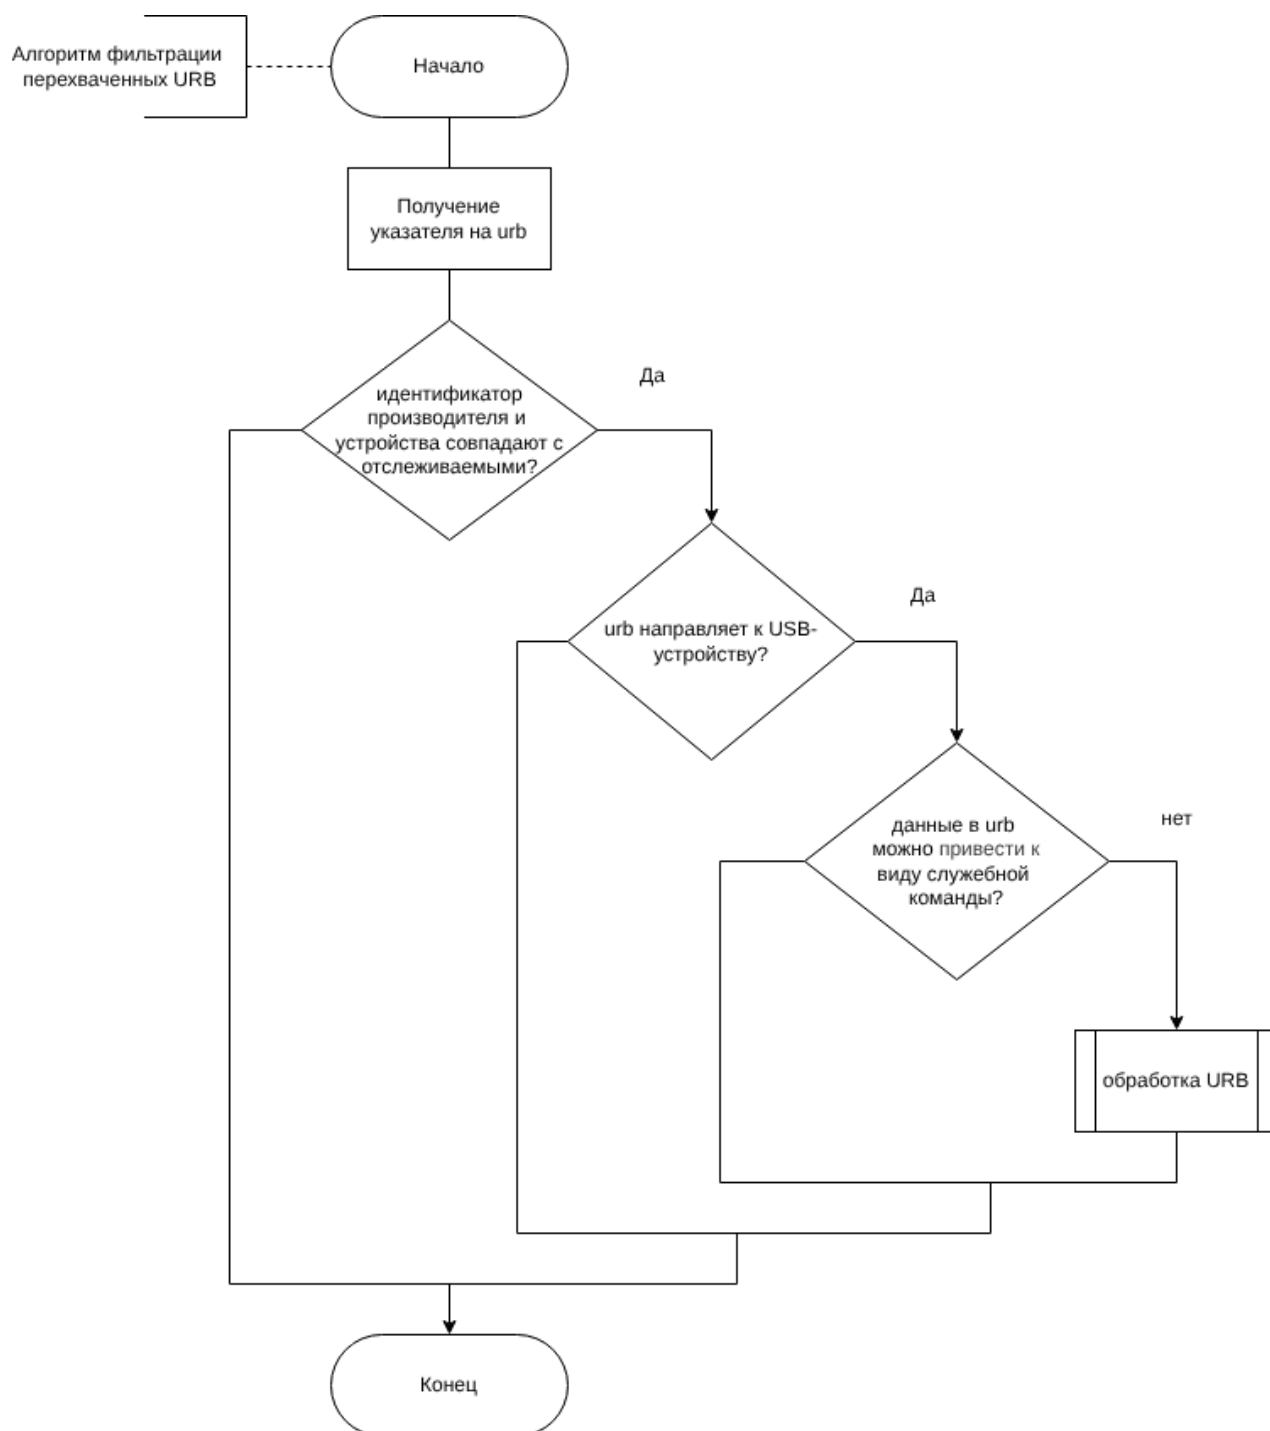 Алгоритм фильтрации
перехваченных URB
Начало
Получение
указателя на urb
идентификатор
производителя и
устройства совпадают с
отслеживаемыми?
Да
urb направляет к USB-
устройству?
Да
данные в urb
можно привести к
виду служебной
команды?
нет
обработка URB
Конец